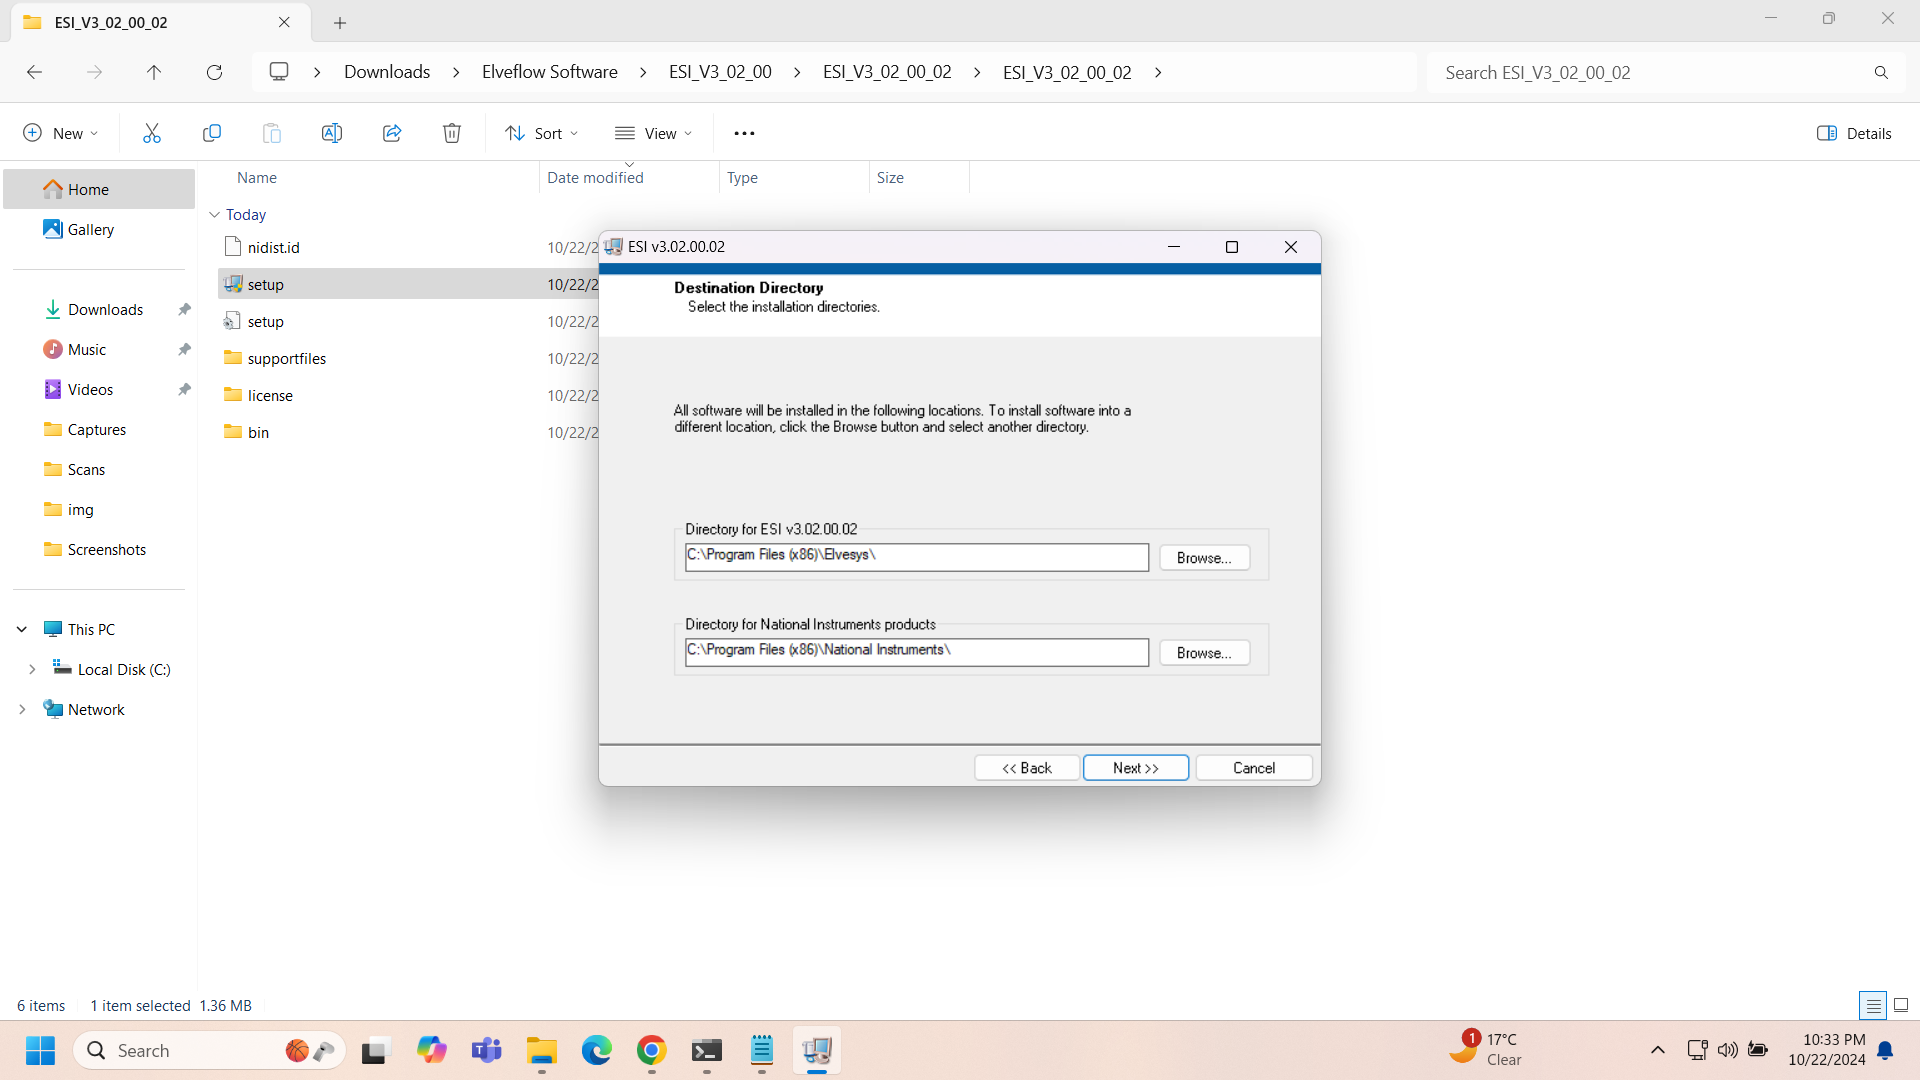 ESI_V3_02_00_02
Downloads
Elveflow Software
ESI_V3_02_00
ESI_V3_02_00_02
ESI_V3_02_00_02
Search ESI_V3_02_00_02
New
Sort
View
Details
Home
Gallery
Downloads
Music
Videos
Captures
Scans
img
Screenshots
This PC
Local Disk (C:)
Network
Name
Date modified
Type
Size
Today
nidist.id
10/22/2
setup
10/22/2
setup
10/22/2
supportfiles
10/22/2
license
10/22/2
bin
10/22/2
ESI v3.02.00.02
Destination Directory
Select the installation directories.
All software will be installed in the following locations. To install software into a
different location, click the Browse button and select another directory.
Directory for ESI v3.02.00.02
C:\Program Files (x86)\Elvesys\
Browse...
Directory for National Instruments products
C:\Program Files (x86)\National Instruments\
Browse...
<< Back
Next >>
Cancel
6 items
1 item selected 1.36 MB
Search
1
17°C
Clear
10:33 PM
10/22/2024